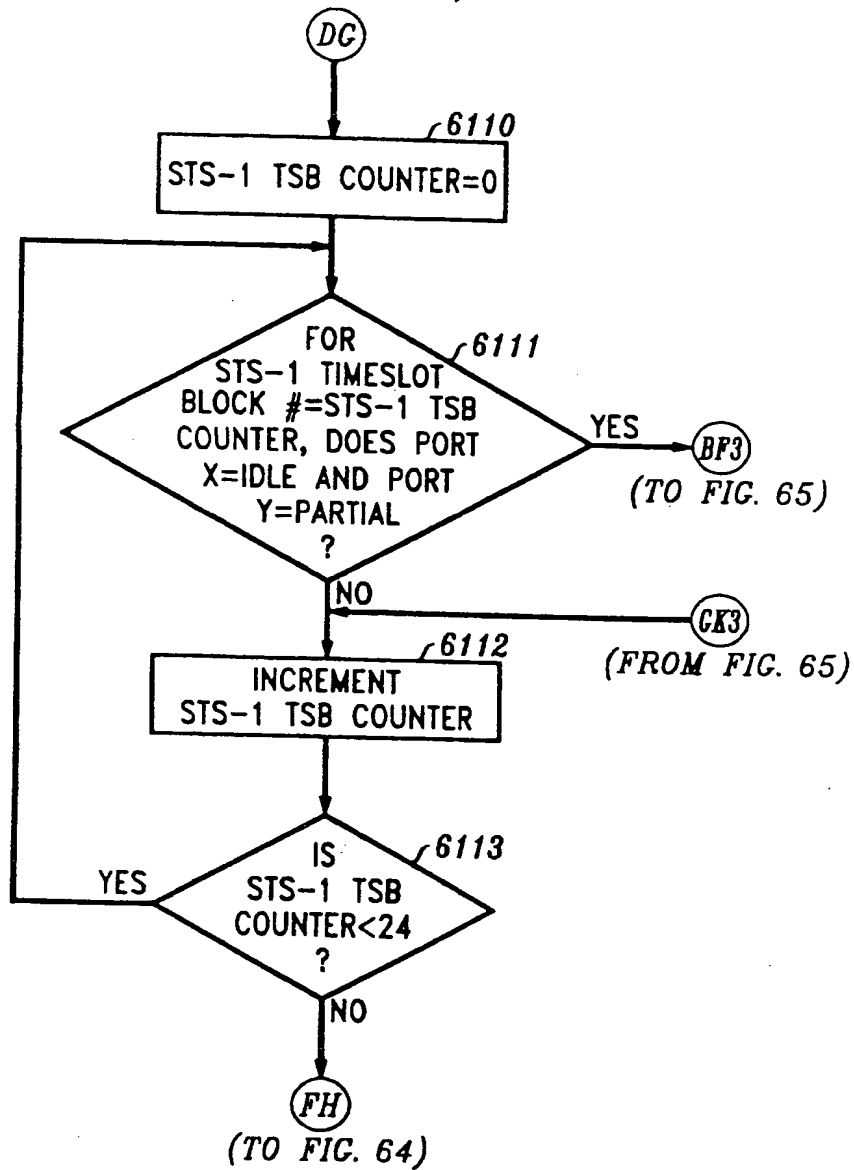 DG
6110
STS-1 TSB COUNTER=0
6111
FOR
STS-1 TIMESLOT
BLOCK #=STS-1 TSB
COUNTER, DOES PORT
X=IDLE AND PORT
Y=PARTIAL
?
YES
BF3
(TO FIG. 65)
NO
GK3
(FROM FIG. 65)
6112
INCREMENT
STS-1 TSB COUNTER
6113
IS
STS-1 TSB
COUNTER<24
?
YES
NO
FH
(TO FIG. 64)